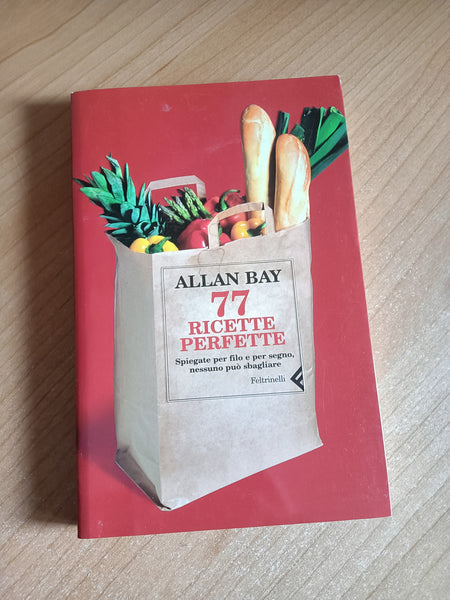 ALLAN BAY
77
RICETTE
PERFETTE
Spiegate per filo e per segno,
nessuno può sbagliare
Feltrinelli